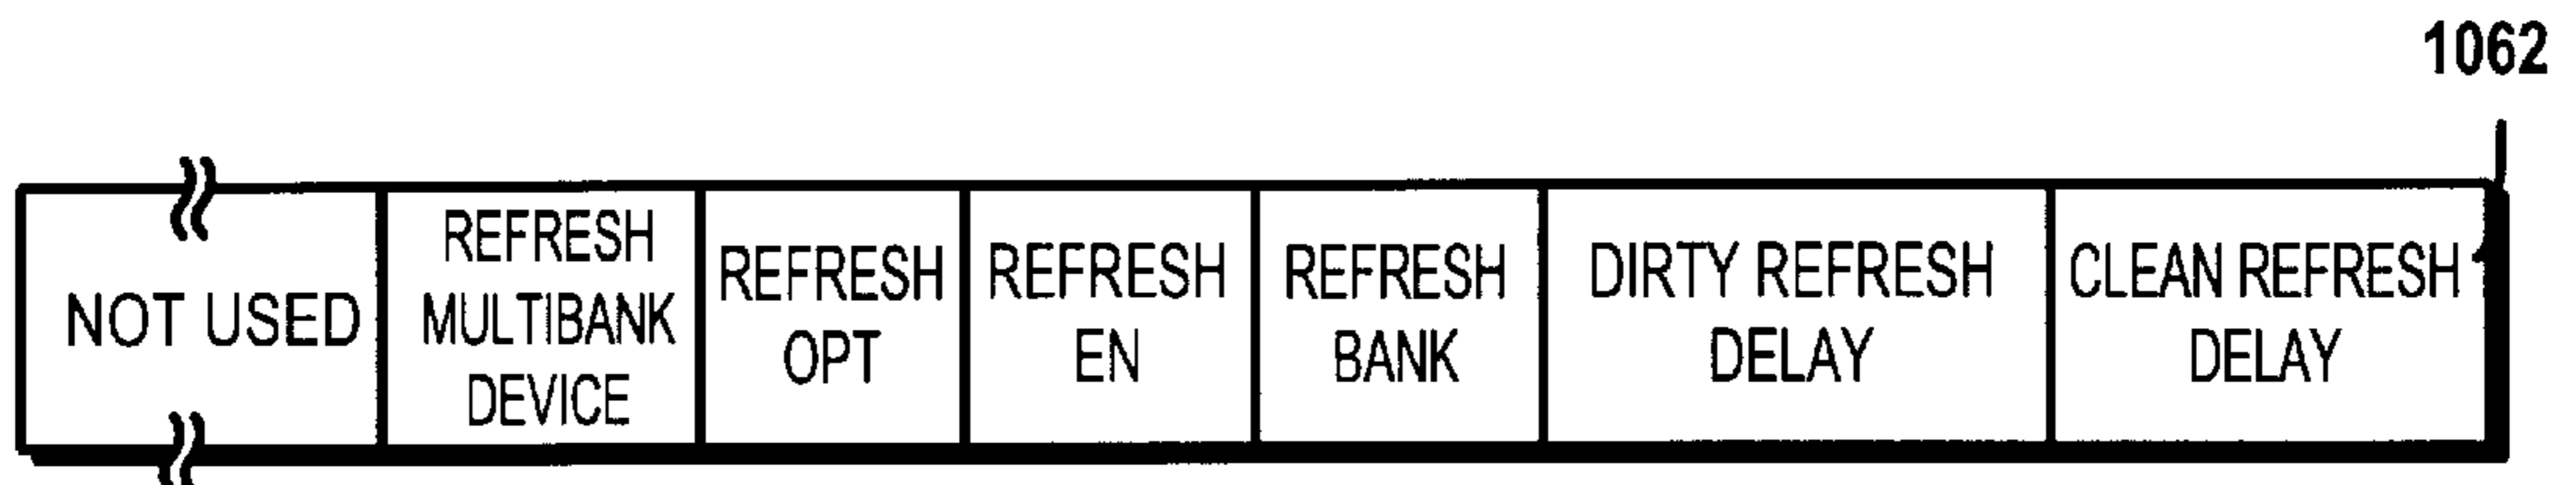 1062
NOT USED
REFRESH
MULTIBANK
DEVICE
REFRESH
OPT
REFRESH
EN
REFRESH
BANK
DIRTY REFRESH
DELAY
CLEAN REFRESH
DELAY